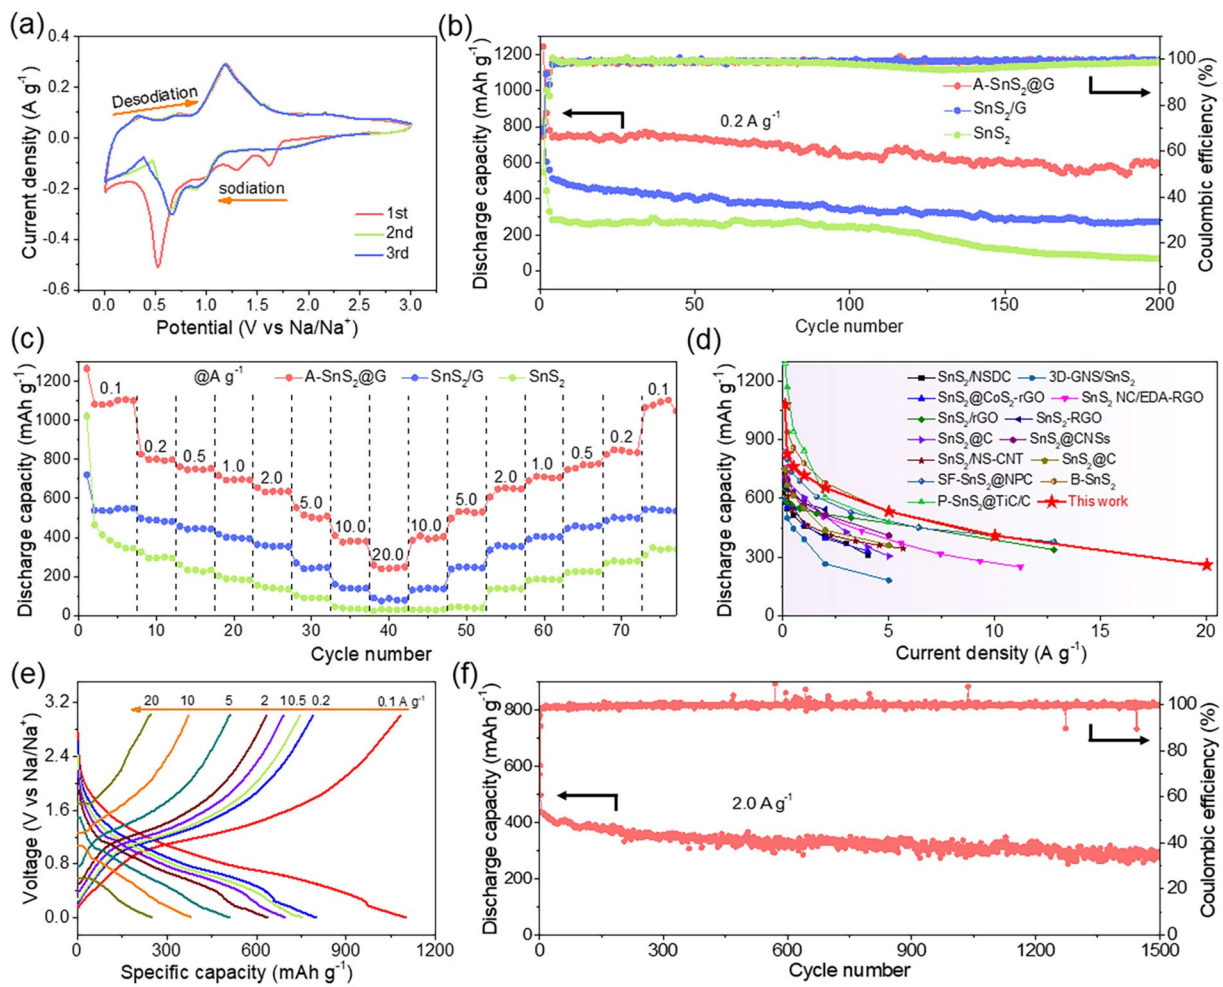 (a)
0.4
0.2
0.0
-0.2
-0.4
-0.6
Current density (A g⁻¹)
Desodiation
sodiation
1st
2nd
3rd
0.0 0.5 1.0 1.5 2.0 2.5 3.0
Potential (V vs Na/Na⁺)
(b)
1200
1000
800
600
400
200
0
Discharge capacity (mAh g⁻¹)
0.2 A g⁻¹
A-SnS₂@G
SnS₂/G
SnS₂
100
80
60
40
20
0
Coulombic efficiency (%)
0 50 100 150 200
Cycle number
(c)
1200
1000
800
600
400
200
0
Discharge capacity (mAh g⁻¹)
@A g⁻¹ A-SnS₂@G SnS₂/G SnS₂
0.1 0.2 0.5 1.0 2.0 5.0 10.0 20.0 10.0 5.0 2.0 1.0 0.5 0.2 0.1
0 10 20 30 40 50 60 70
Cycle number
(d)
1200
900
600
300
0
Discharge capacity (mAh g⁻¹)
SnS₂/NSDC 3D-GNS/SnS₂
SnS₂@CoS₂-rGO SnS₂ NC/EDA-RGO
SnS₂/rGO SnS₂-RGO
SnS₂@C SnS₂@CNSs
SnS₂/NS-CNT SnS₂@C
SF-SnS₂@NPC B-SnS₂
P-SnS₂@TiC/C This work
0 5 10 15 20
Current density (A g⁻¹)
(e)
3.2
2.4
1.6
0.8
0.0
Voltage (V vs Na/Na⁺)
20 10 5 2 10.5 0.2 0.1 A g⁻¹
0 300 600 900 1200
Specific capacity (mAh g⁻¹)
(f)
800
600
400
200
0
Discharge capacity (mAh g⁻¹)
2.0 A g⁻¹
100
80
60
40
20
0
Coulombic efficiency (%)
0 300 600 900 1200 1500
Cycle number